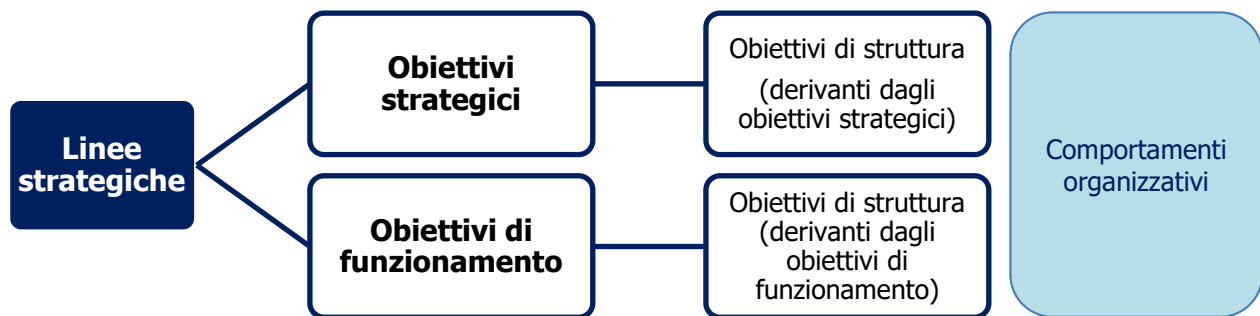 Linee
strategiche
Obiettivi
strategici
Obiettivi di struttura
(derivanti dagli
obiettivi strategici)
Obiettivi di
funzionamento
Obiettivi di struttura
(derivanti dagli
obiettivi di
funzionamento)
Comportamenti
organizzativi